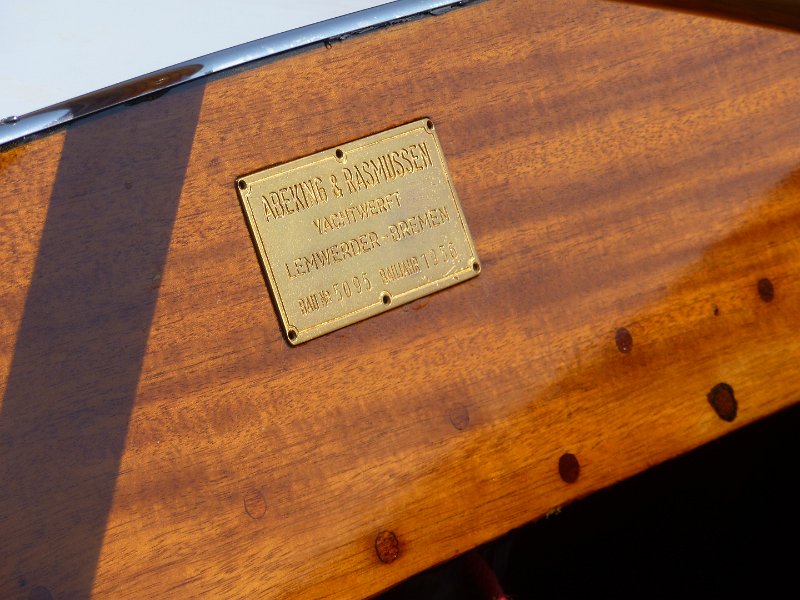 ABEKING & RASMUSSEN
YACHTWERFT
LEMWERDER-BREMEN
BAU NR 5095 BAUJAHR 1956